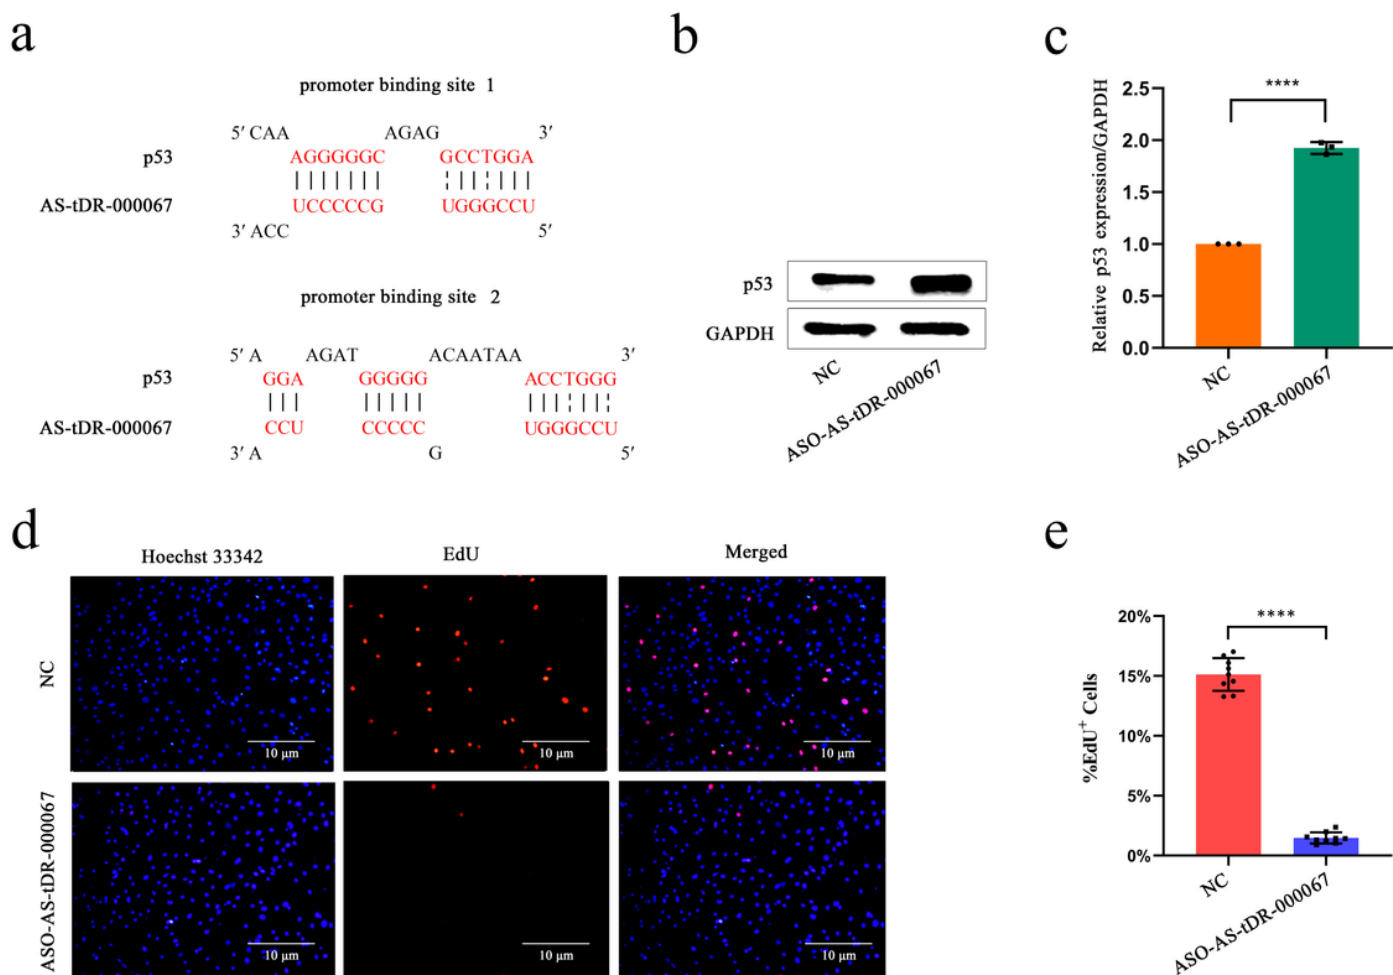 a
promoter binding site 1
5′ CAA AGAG 3′
p53 AGGGGGC GCCTGGA
AS-tDR-000067 UCCCCCG UGGGCCU
3′ ACC 5′
promoter binding site 2
5′ A AGAT ACAATAA 3′
p53 GGA GGGGG ACCTGGG
AS-tDR-000067 CCU CCCCC UGGGCCU
3′ A G 5′
b
p53
GAPDH
NC
ASO-AS-tDR-000067
c
****
Relative p53 expression/GAPDH
2.5
2.0
1.5
1.0
0.5
0.0
NC
ASO-AS-tDR-000067
d
Hoechst 33342 EdU Merged
NC
10 μm 10 μm 10 μm
ASO-AS-tDR-000067
10 μm 10 μm 10 μm
e
****
%EdU+ Cells
20%
15%
10%
5%
0%
NC
ASO-AS-tDR-000067